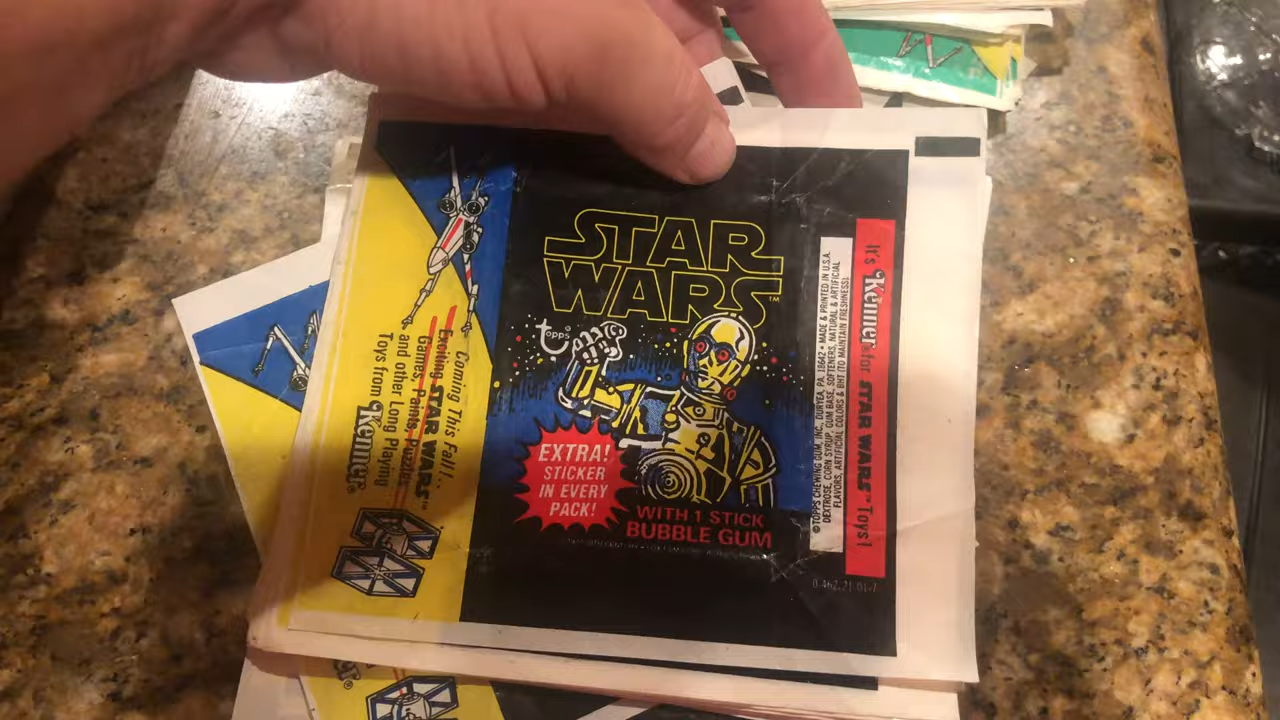 STAR
WARS™
topps®
EXTRA!
STICKER
IN EVERY
PACK!
WITH 1 STICK
BUBBLE GUM
Coming This Fall!..
Exciting STAR WARS™
Games, Paints, Puzzles
and other Long Playing
Toys from Kenner®
©TOPPS CHEWING GUM, INC., DURYEA, PA. 18642 • MADE & PRINTED IN U.S.A.
DEXTROSE, CORN SYRUP, GUM BASE, SOFTENERS, NATURAL & ARTIFICIAL
FLAVORS, ARTIFICIAL COLORS & BHT (TO MAINTAIN FRESHNESS).
It's Kenner for STAR WARS™ Toys!
0-462-21-01-7